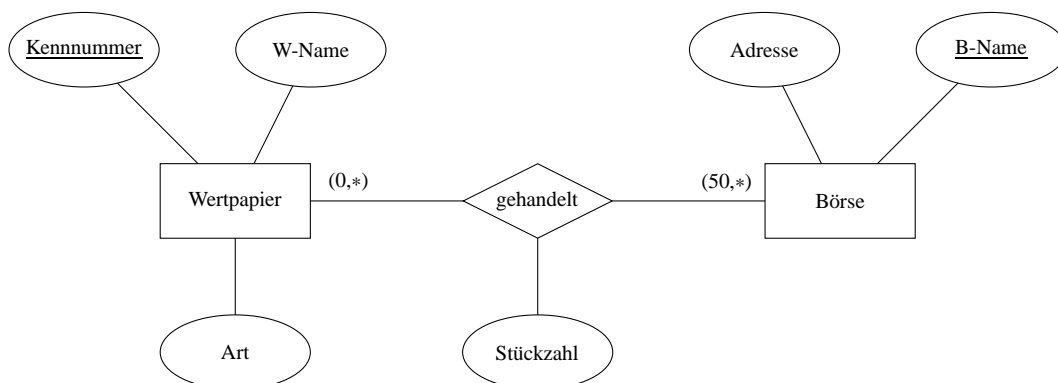 Kennnummer
W-Name
Adresse
B-Name
Wertpapier
(0,*)
gehandelt
(50,*)
Börse
Art
Stückzahl